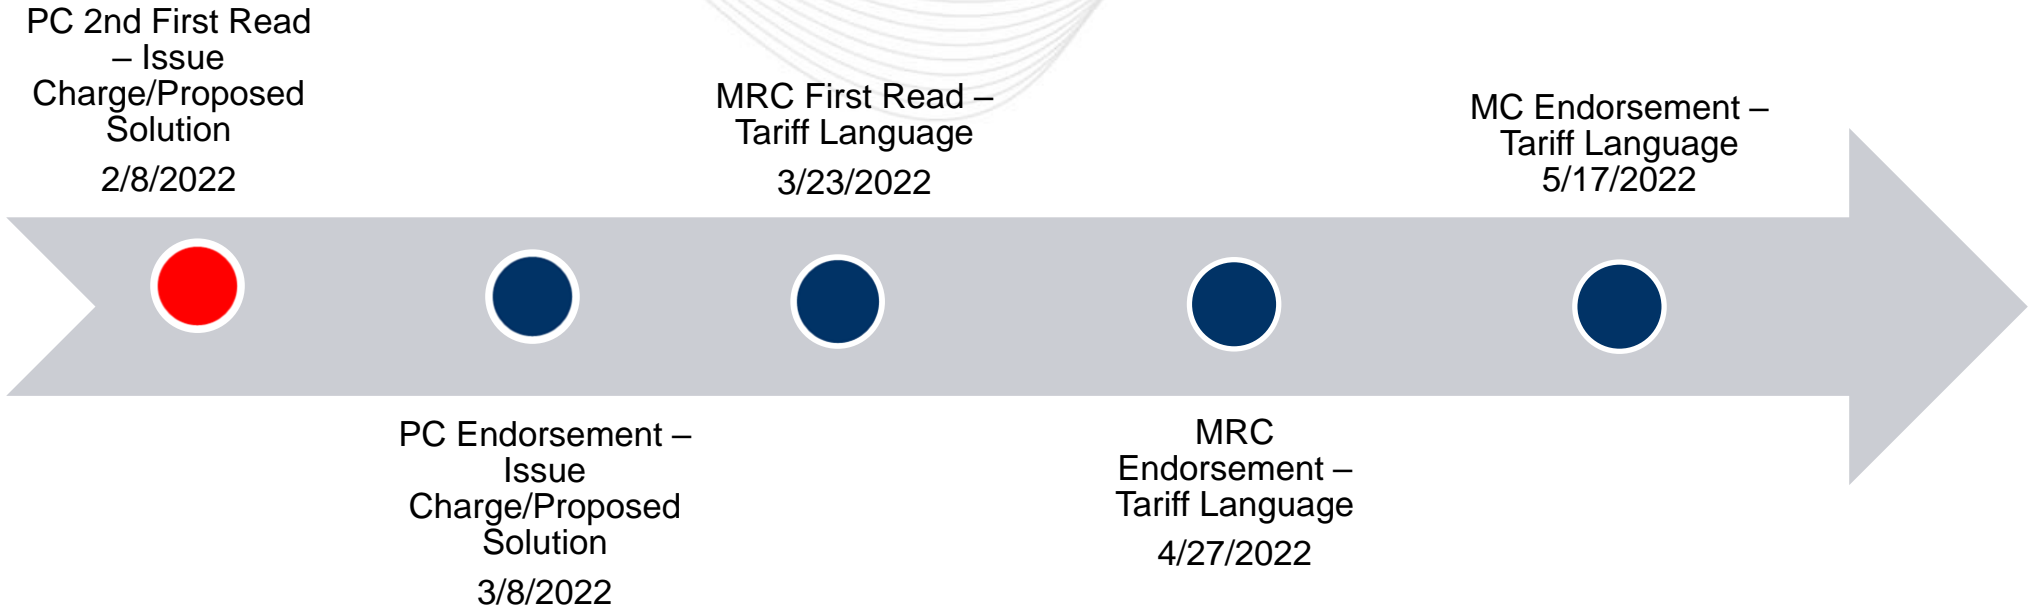 PC 2nd First Read
– Issue
Charge/Proposed
Solution
2/8/2022
PC Endorsement –
Issue
Charge/Proposed
Solution
3/8/2022
MRC First Read –
Tariff Language
3/23/2022
MRC
Endorsement –
Tariff Language
4/27/2022
MC Endorsement –
Tariff Language
5/17/2022